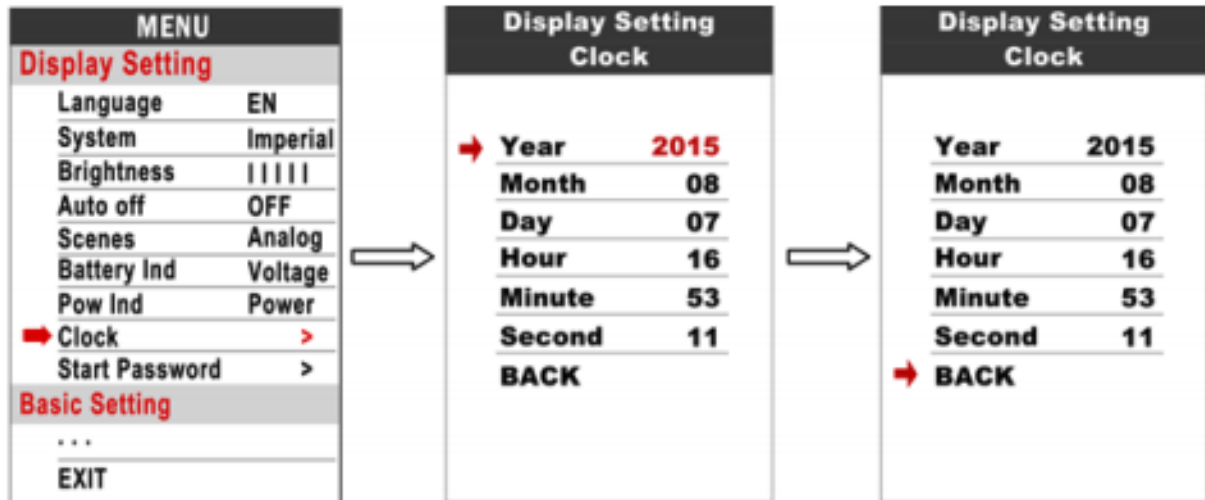 MENU
Display Setting
Language EN
System Imperial
Brightness | | | | |
Auto off OFF
Scenes Analog
Battery Ind Voltage
Pow Ind Power
Clock >
Start Password >
Basic Setting
. . .
EXIT
Display Setting
Clock
Year 2015
Month 08
Day 07
Hour 16
Minute 53
Second 11
BACK
Display Setting
Clock
Year 2015
Month 08
Day 07
Hour 16
Minute 53
Second 11
BACK